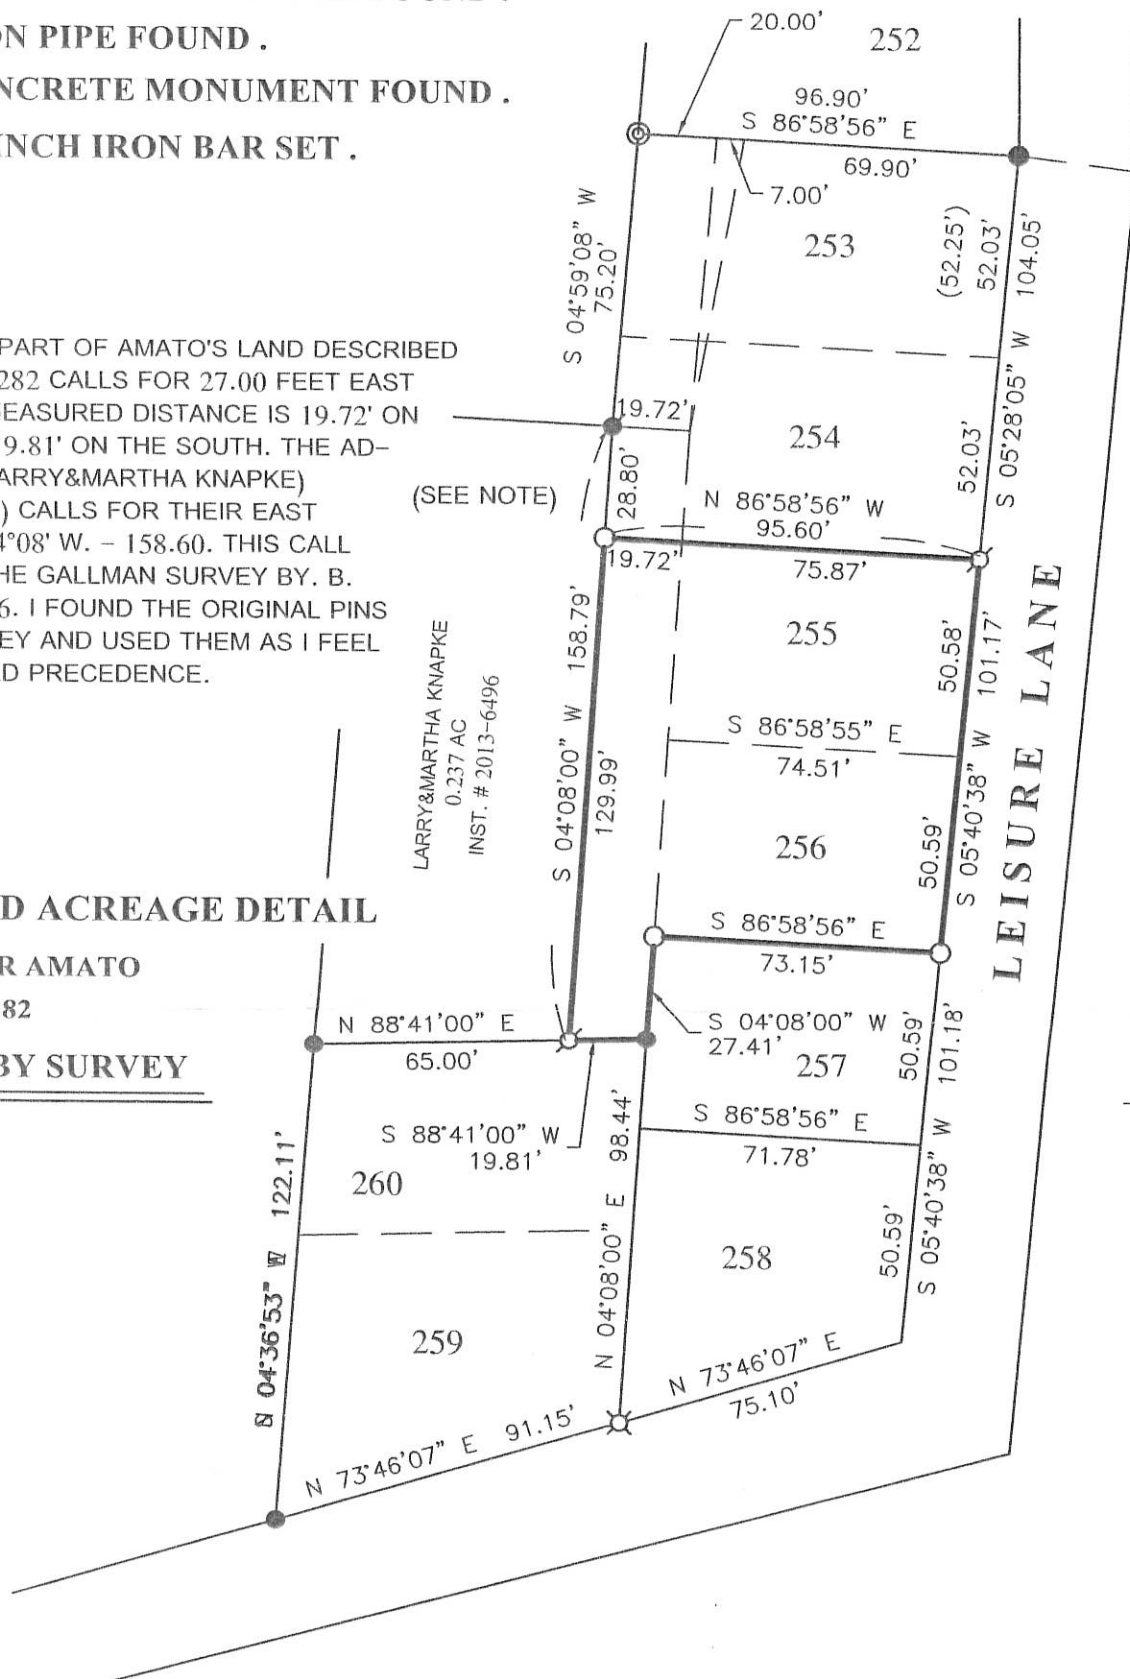 ON PIPE FOUND .
NCRETE MONUMENT FOUND .
INCH IRON BAR SET .
20.00'
252
96.90'
S 86°58'56" E
69.90'
7.00'
253
(52.25')
52.03'
104.05'
S 04°59'08" W
75.20'
PART OF AMATO'S LAND DESCRIBED
282 CALLS FOR 27.00 FEET EAST
EASURED DISTANCE IS 19.72' ON
9.81' ON THE SOUTH. THE AD-
ARRY&MARTHA KNAPKE)
) CALLS FOR THEIR EAST
4°08' W. - 158.60. THIS CALL
HE GALLMAN SURVEY BY. B.
6. I FOUND THE ORIGINAL PINS
EY AND USED THEM AS I FEEL
D PRECEDENCE.
19.72'
254
52.03'
S 05°28'05" W
28.80'
(SEE NOTE)
N 86°58'56" W
95.60'
19.72'
75.87'
255
50.58'
101.17'
S 04°08'00" W 158.79'
129.99'
LARRY&MARTHA KNAPKE
0.237 AC
INST. # 2013-6496
S 86°58'55" E
74.51'
256
50.59'
S 05°40'38" W
LEISURE LANE
D ACREAGE DETAIL
R AMATO
82
BY SURVEY
S 86°58'56" E
73.15'
N 88°41'00" E
65.00'
S 04°08'00" W
27.41'
257
50.59'
101.18'
S 86°58'56" E
71.78'
S 88°41'00" W
19.81'
260
122.11'
N 04°08'00" E 98.44'
258
50.59'
S 05°40'38" W
04°36'53" W
259
N 73°46'07" E
75.10'
N 73°46'07" E 91.15'